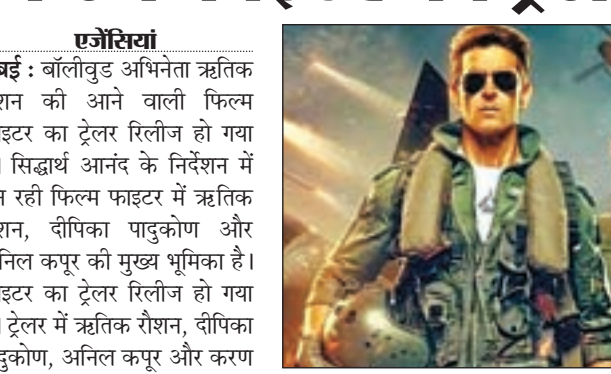 एजेंसियां
बई : बॉलीवुड अभिनेता ऋतिक
शन की आने वाली फिल्म
इटर का ट्रेलर रिलीज हो गया
। सिद्धार्थ आनंद के निर्देशन में
न रही फिल्म फाइटर में ऋतिक
शन, दीपिका पादुकोण और
निल कपूर की मुख्य भूमिका है।
इटर का ट्रेलर रिलीज हो गया
। ट्रेलर में ऋतिक रौशन, दीपिका
दुकोण, अनिल कपूर और करण